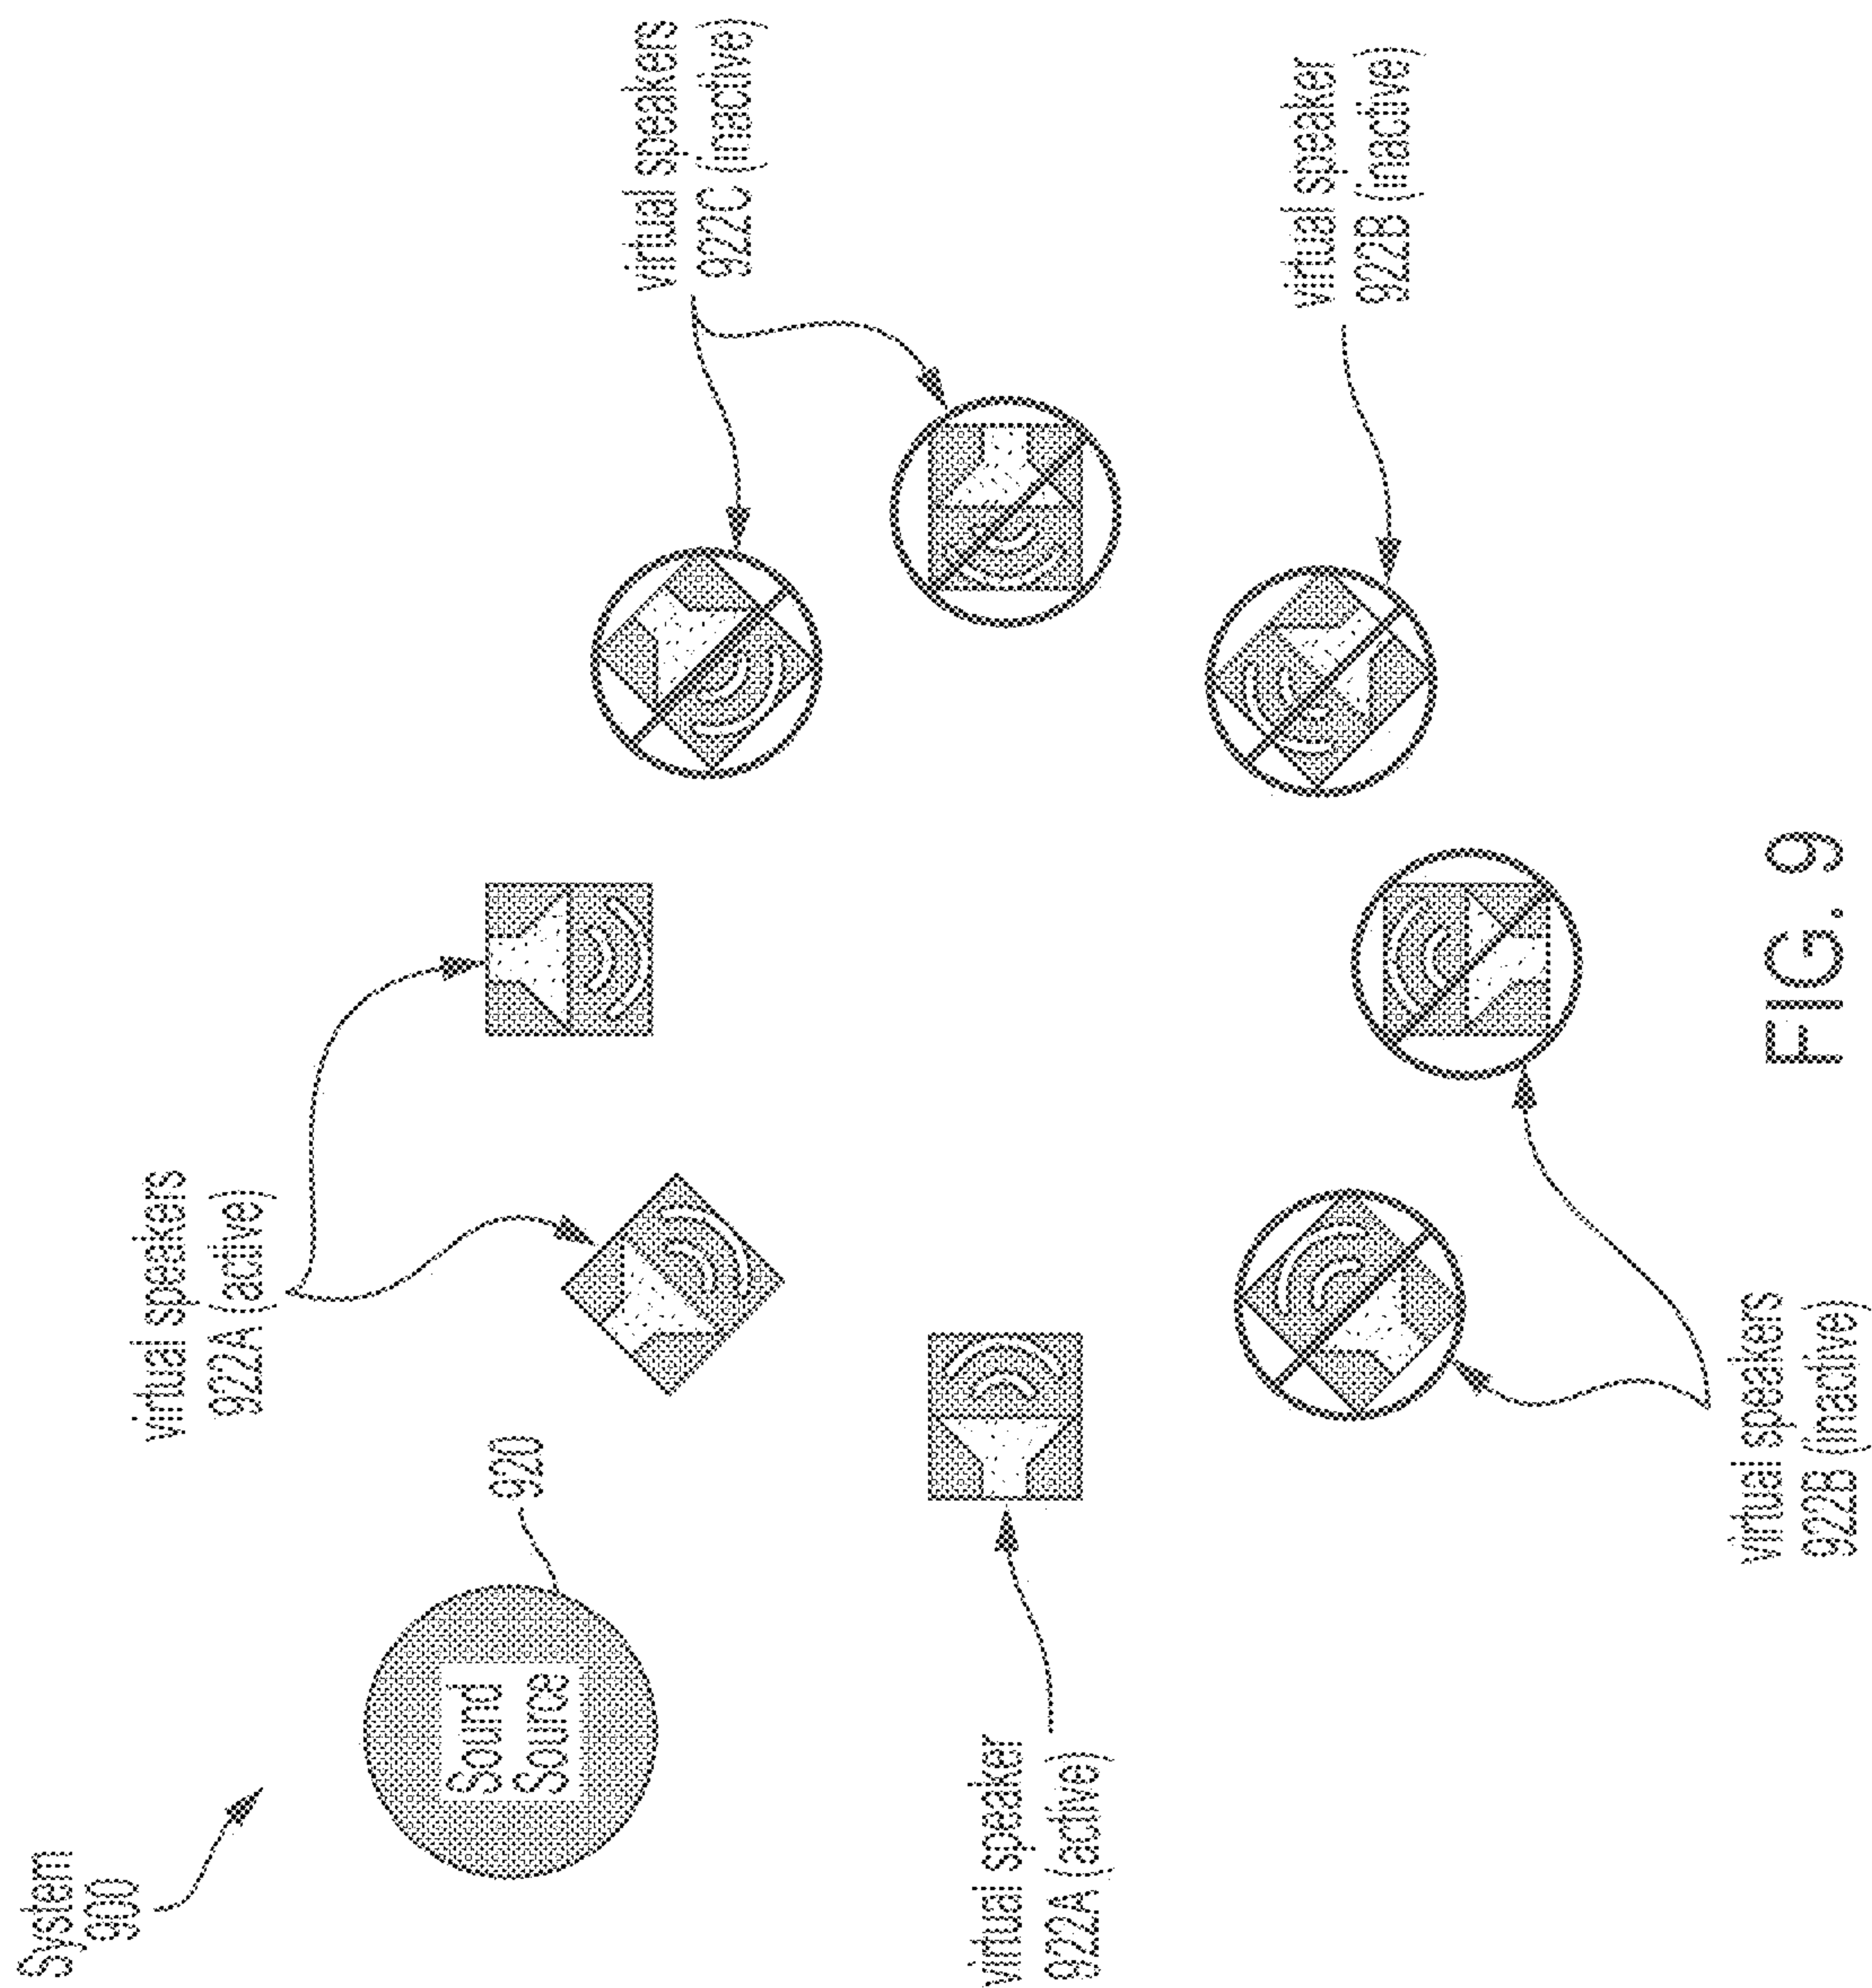 System
900
virtual speakers
922A (active)
Sound
Source
920
virtual speakers
922C (inactive)
virtual speaker
922A (active)
virtual speaker
922B (inactive)
virtual speakers
922B (inactive)
FIG. 9